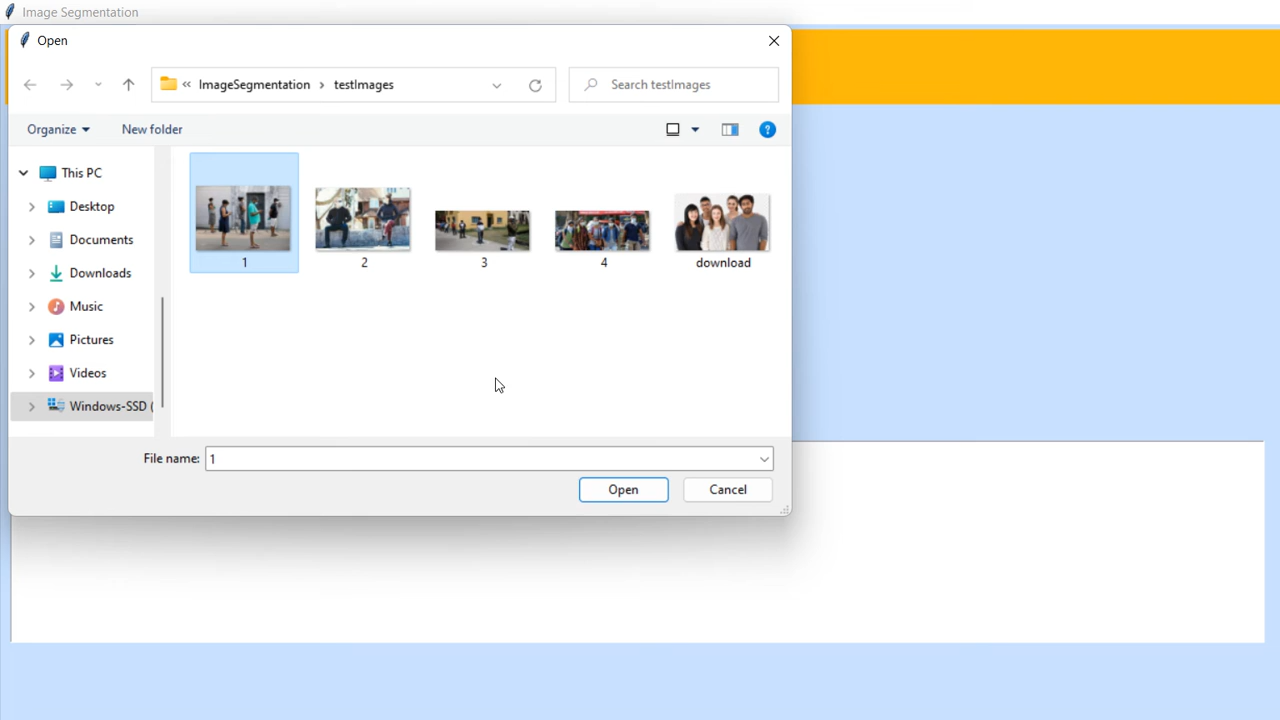 Image Segmentation
Open
« ImageSegmentation › testImages
Search testImages
Organize
New folder
This PC
Desktop
Documents
Downloads
Music
Pictures
Videos
Windows-SSD (
1
2
3
4
download
File name: 1
Open
Cancel